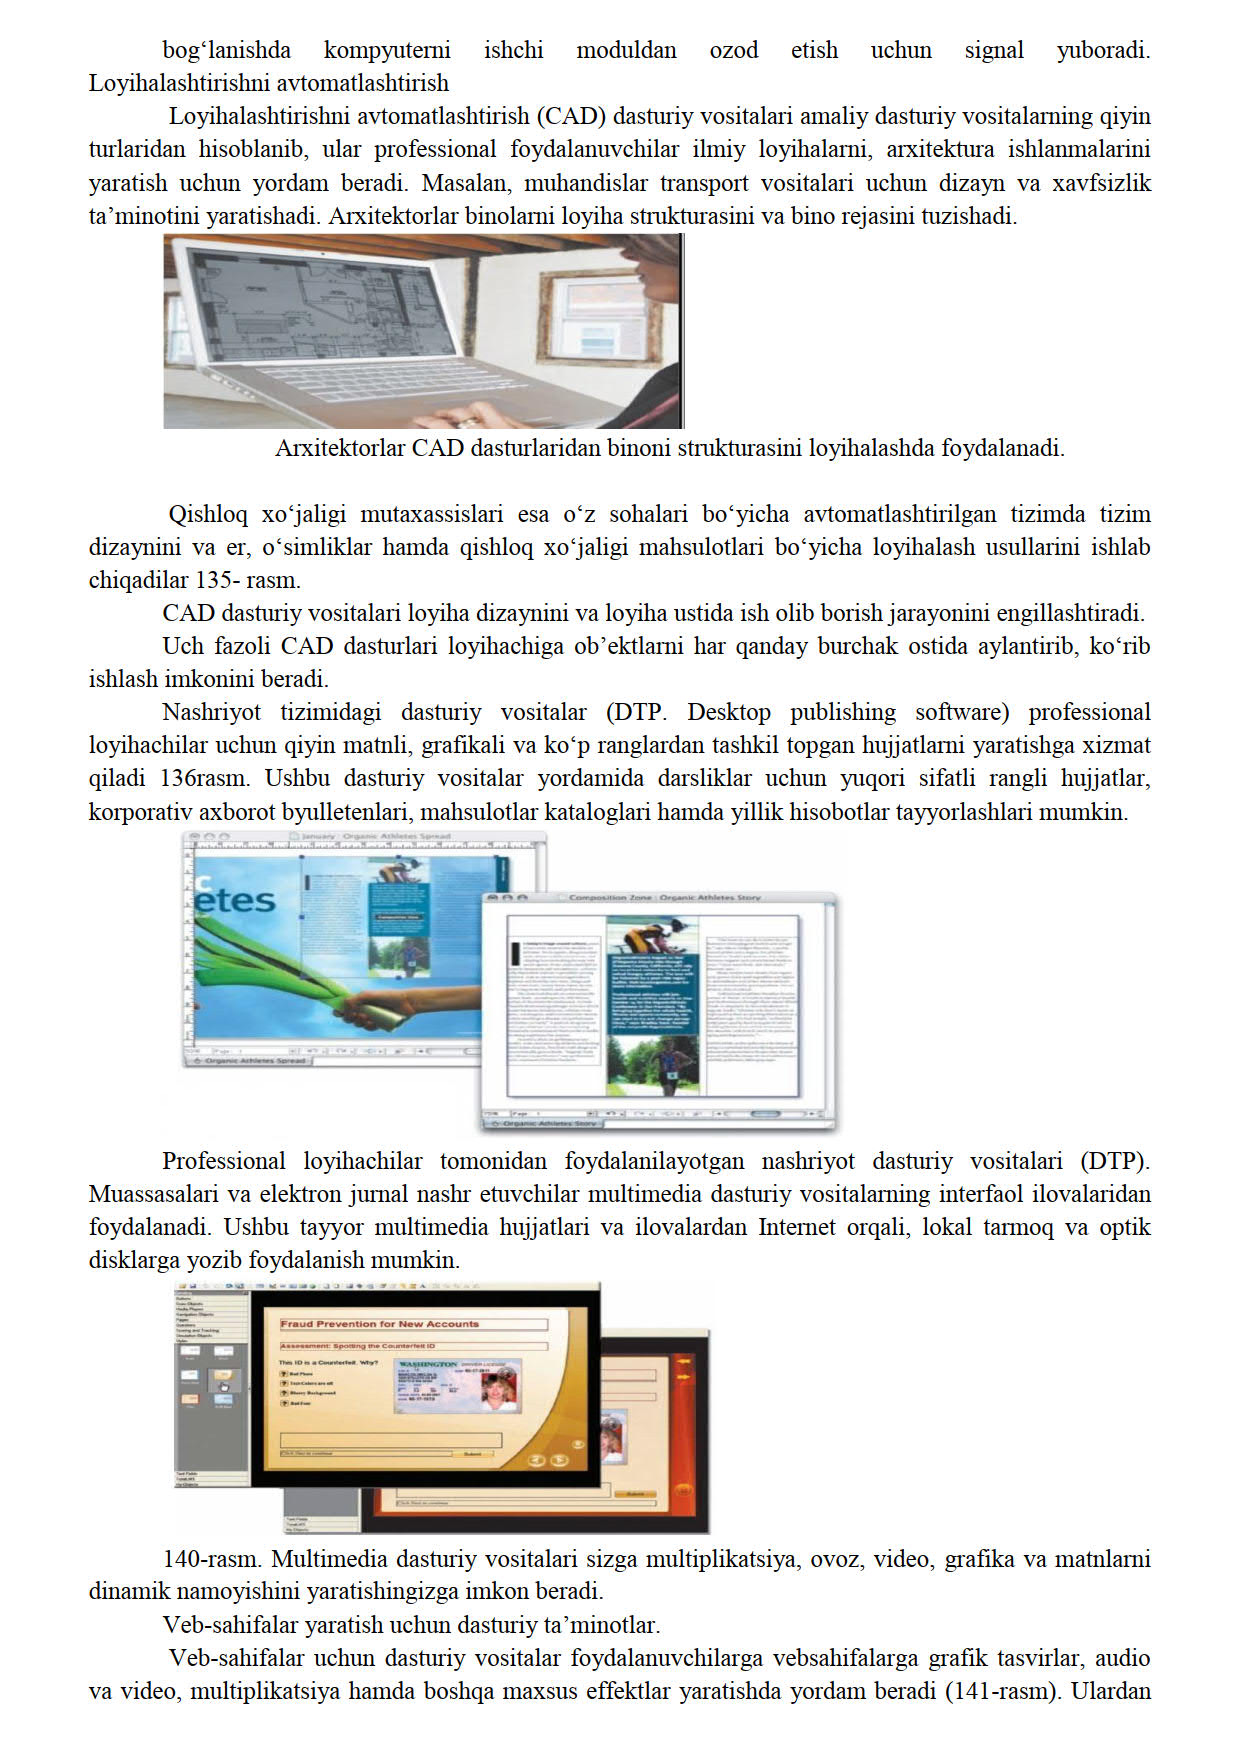 bog‘lanishda kompyuterni ishchi moduldan ozod etish uchun signal yuboradi.
Loyihalashtirishni avtomatlashtirish
Loyihalashtirishni avtomatlashtirish (CAD) dasturiy vositalari amaliy dasturiy vositalarning qiyin
turlaridan hisoblanib, ular professional foydalanuvchilar ilmiy loyihalarni, arxitektura ishlanmalarini
yaratish uchun yordam beradi. Masalan, muhandislar transport vositalari uchun dizayn va xavfsizlik
ta’minotini yaratishadi. Arxitektorlar binolarni loyiha strukturasini va bino rejasini tuzishadi.
Arxitektorlar CAD dasturlaridan binoni strukturasini loyihalashda foydalanadi.
Qishloq xo‘jaligi mutaxassislari esa o‘z sohalari bo‘yicha avtomatlashtirilgan tizimda tizim
dizaynini va er, o‘simliklar hamda qishloq xo‘jaligi mahsulotlari bo‘yicha loyihalash usullarini ishlab
chiqadilar 135- rasm.
CAD dasturiy vositalari loyiha dizaynini va loyiha ustida ish olib borish jarayonini engillashtiradi.
Uch fazoli CAD dasturlari loyihachiga ob’ektlarni har qanday burchak ostida aylantirib, ko‘rib
ishlash imkonini beradi.
Nashriyot tizimidagi dasturiy vositalar (DTP. Desktop publishing software) professional
loyihachilar uchun qiyin matnli, grafikali va ko‘p ranglardan tashkil topgan hujjatlarni yaratishga xizmat
qiladi 136rasm. Ushbu dasturiy vositalar yordamida darsliklar uchun yuqori sifatli rangli hujjatlar,
korporativ axborot byulletenlari, mahsulotlar kataloglari hamda yillik hisobotlar tayyorlashlari mumkin.
January : Organic Athletes Spread
c
etes
Organic Athletes Spread
Composition Zone : Organic Athletes Story
Organic Athletes Story
Professional loyihachilar tomonidan foydalanilayotgan nashriyot dasturiy vositalari (DTP).
Muassasalari va elektron jurnal nashr etuvchilar multimedia dasturiy vositalarning interfaol ilovalaridan
foydalanadi. Ushbu tayyor multimedia hujjatlari va ilovalardan Internet orqali, lokal tarmoq va optik
disklarga yozib foydalanish mumkin.
Fraud Prevention for New Accounts
Assessment: Spotting the Counterfeit ID
This ID is a Counterfeit. Why?
Bad Photo
Text Colors are off
Blurry Background
Bad Font
WASHINGTON DRIVER LICENSE
Click Next to continue
Submit
140-rasm. Multimedia dasturiy vositalari sizga multiplikatsiya, ovoz, video, grafika va matnlarni
dinamik namoyishini yaratishingizga imkon beradi.
Veb-sahifalar yaratish uchun dasturiy ta’minotlar.
Veb-sahifalar uchun dasturiy vositalar foydalanuvchilarga vebsahifalarga grafik tasvirlar, audio
va video, multiplikatsiya hamda boshqa maxsus effektlar yaratishda yordam beradi (141-rasm). Ulardan